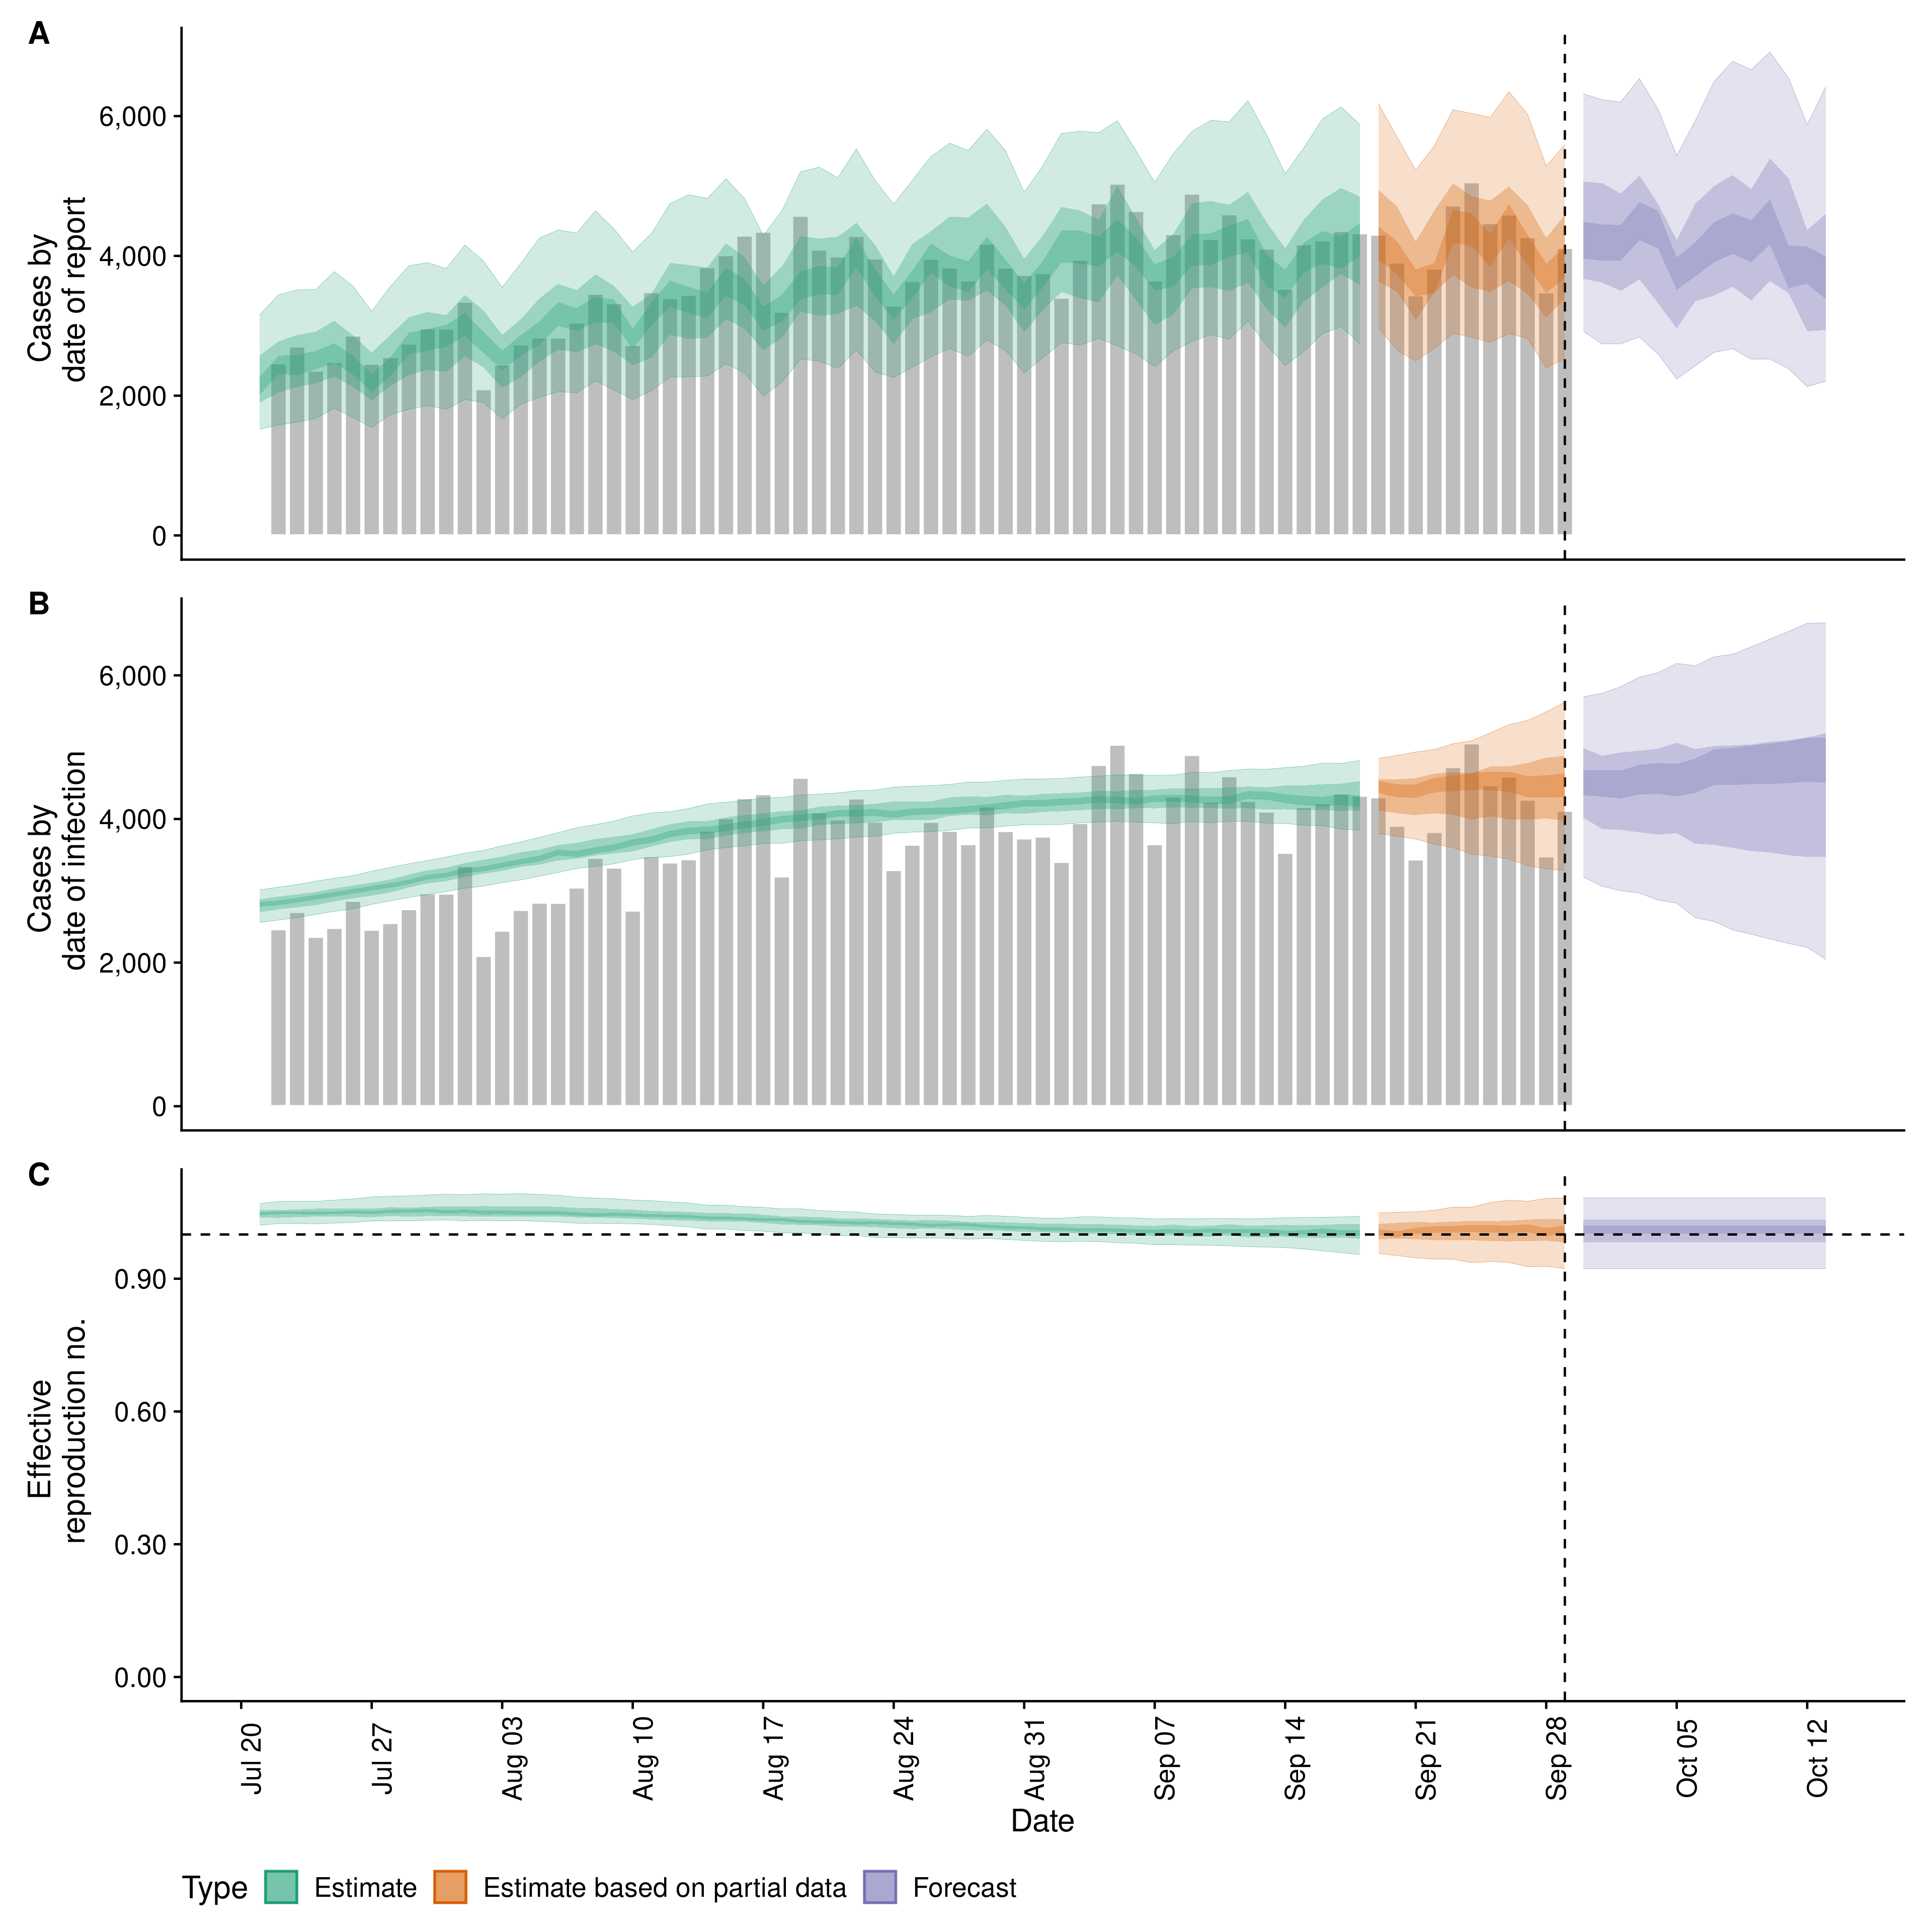 A
Cases by
date of report
6,000
4,000
2,000
0
B
Cases by
date of infection
6,000
4,000
2,000
0
C
Effective
reproduction no.
0.90
0.60
0.30
0.00
Jul 20
Jul 27
Aug 03
Aug 10
Aug 17
Aug 24
Aug 31
Sep 07
Sep 14
Sep 21
Sep 28
Oct 05
Oct 12
Date
Type Estimate Estimate based on partial data Forecast